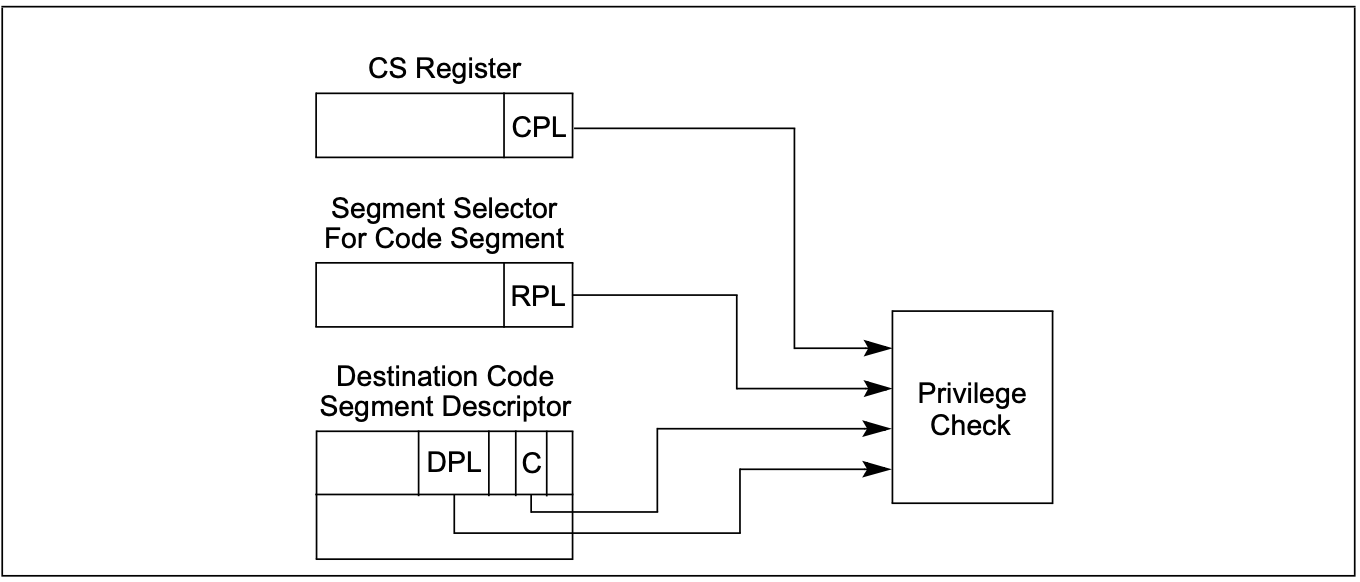 CS Register
CPL
Segment Selector
For Code Segment
RPL
Destination Code
Segment Descriptor
DPL
C
Privilege
Check